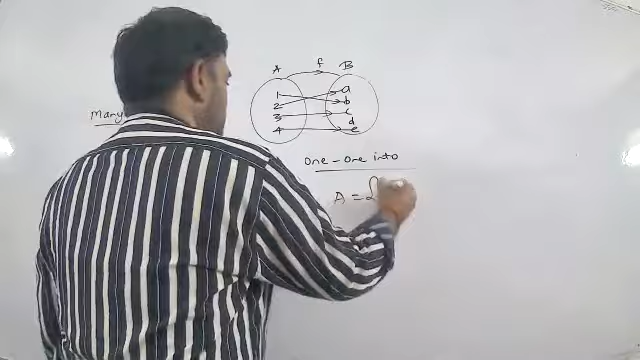 A f B
1 a
2 b
3 c
d
4 e
Many
One - One into
A = {